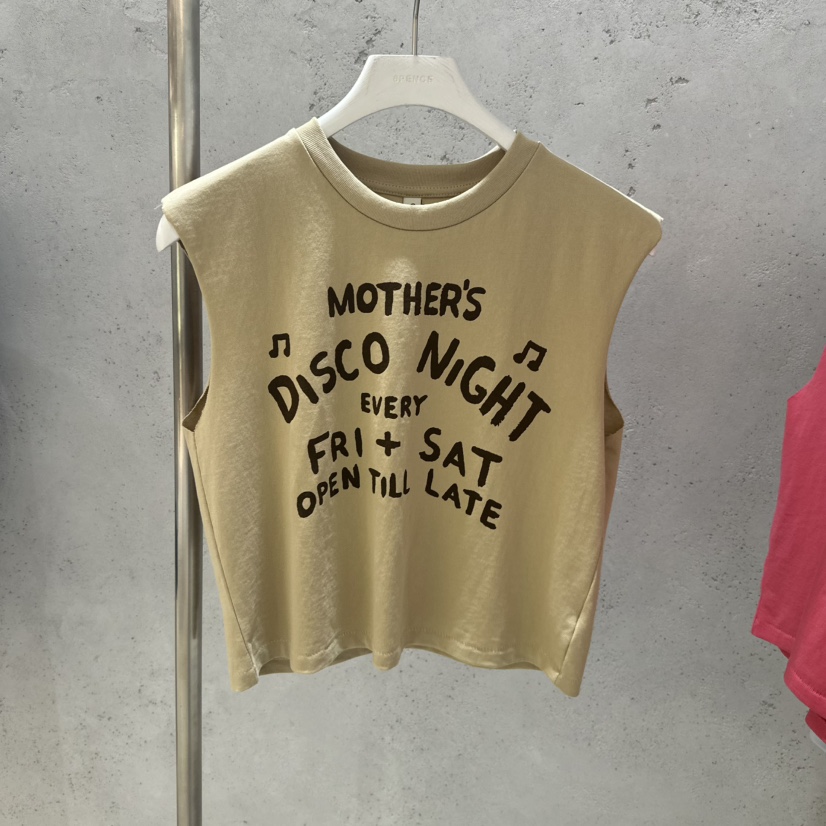 MOTHER'S
♫ DISCO NIGHT ♫
EVERY
FRI + SAT
OPEN TILL LATE